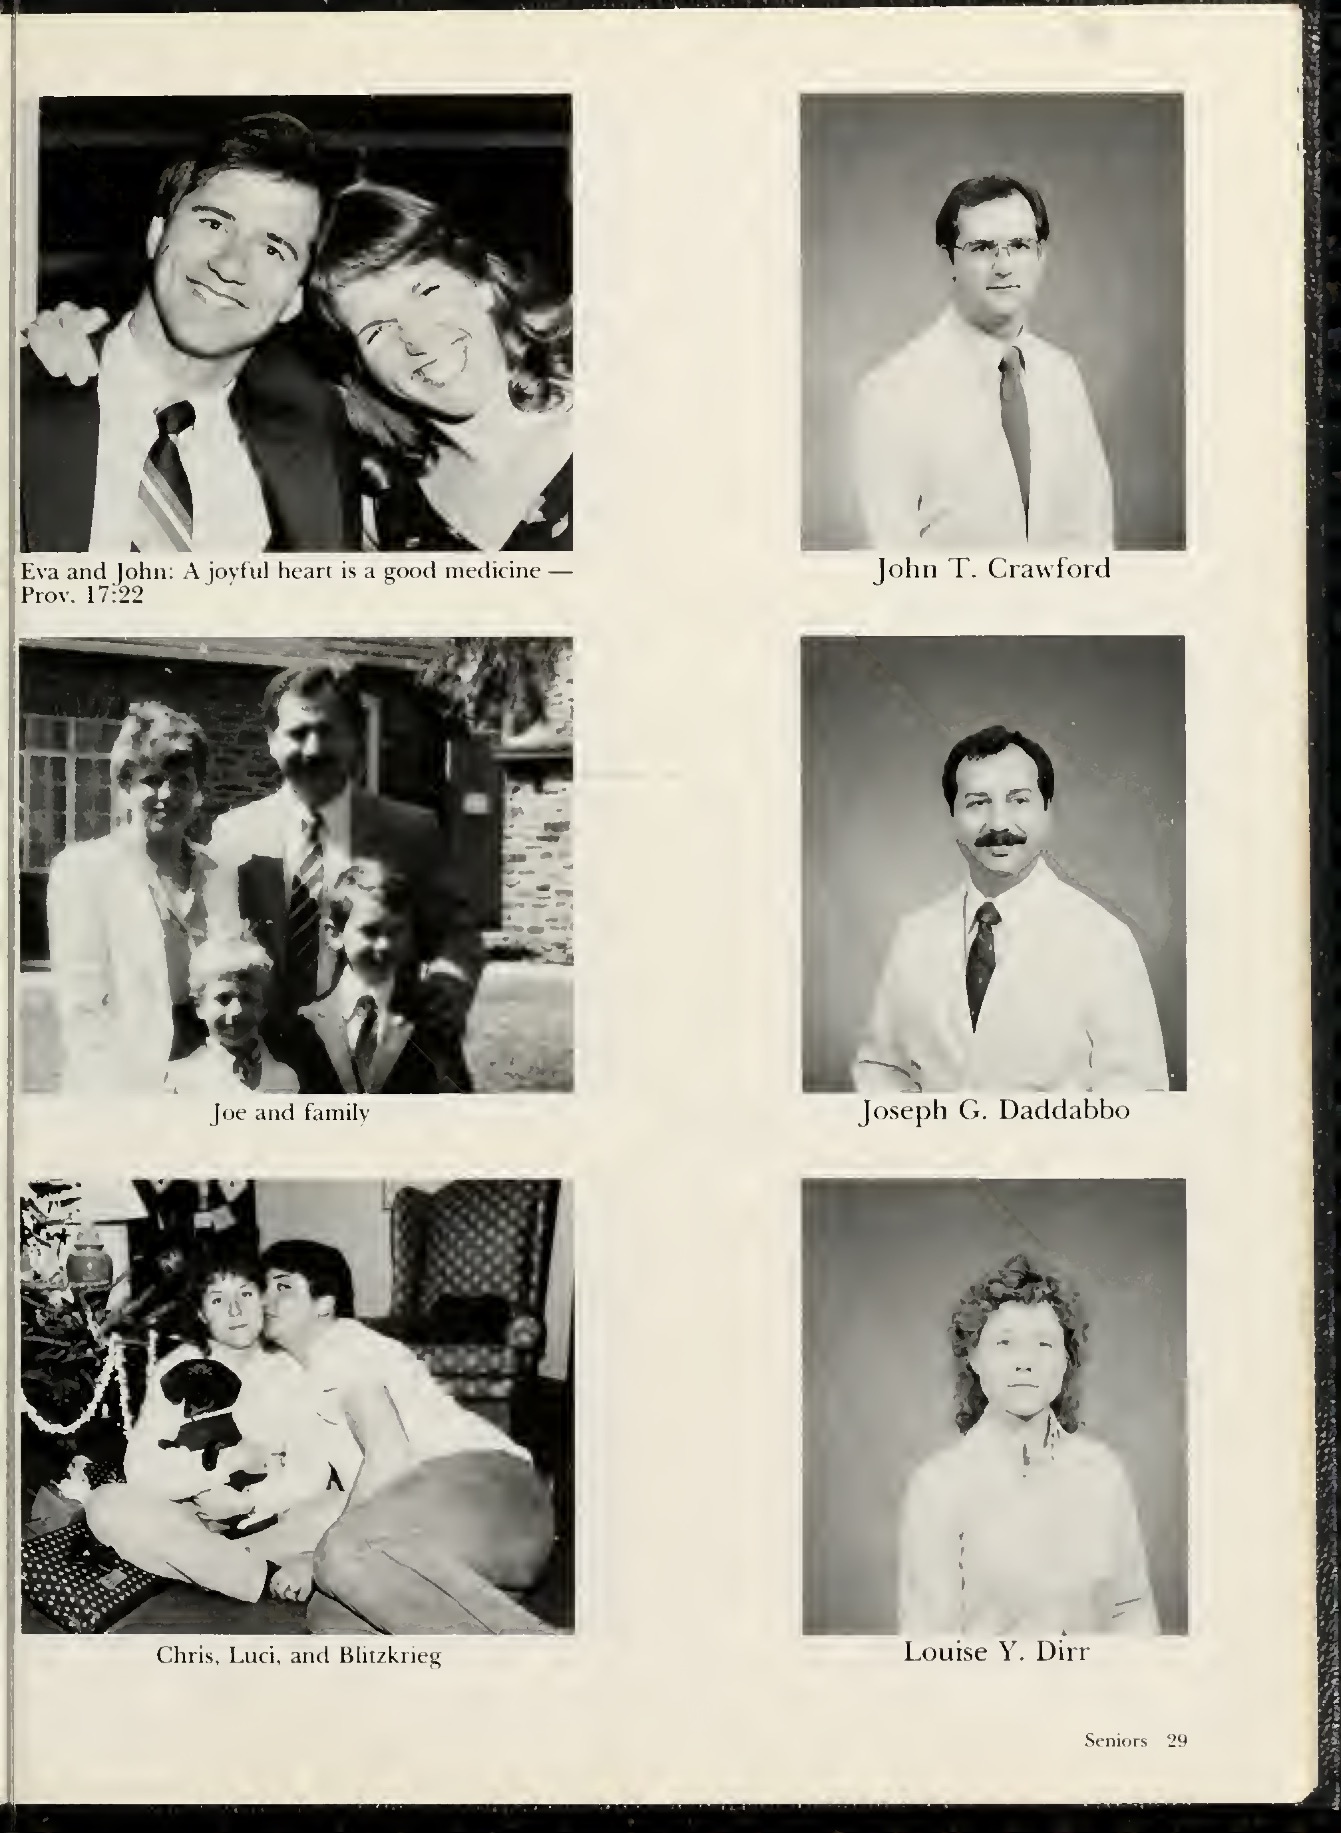 Eva and John: A joyful heart is a good medicine —
Prov. 17:22
John T. Crawford
Joe and family
Joseph G. Daddabbo
Chris, Luci, and Blitzkrieg
Louise Y. Dirr
Seniors 29